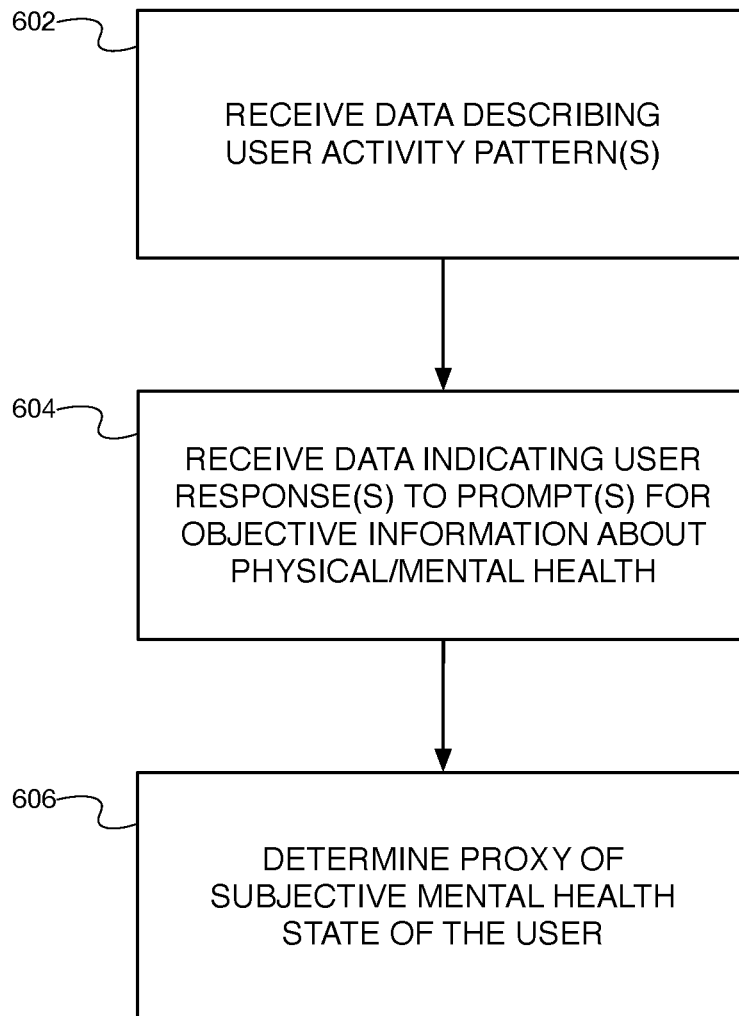 602
RECEIVE DATA DESCRIBING
USER ACTIVITY PATTERN(S)
604
RECEIVE DATA INDICATING USER
RESPONSE(S) TO PROMPT(S) FOR
OBJECTIVE INFORMATION ABOUT
PHYSICAL/MENTAL HEALTH
606
DETERMINE PROXY OF
SUBJECTIVE MENTAL HEALTH
STATE OF THE USER